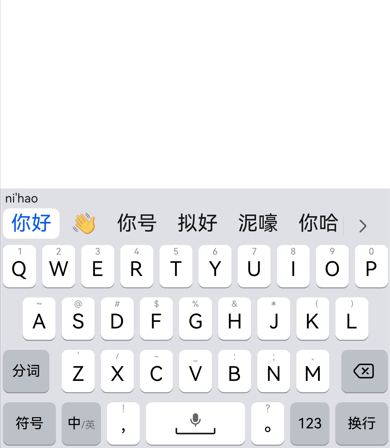 ni'hao
你好 👋 你号 拟好 泥嚎 你哈
1 2 3 4 5 6 7 8 9 0
Q W E R T Y U I O P
~ @ # $ % & * ( )
A S D F G H J K L
' / – _ : ; 、
分词 Z X C V B N M
! ?
符号 中/英 , 。 123 换行